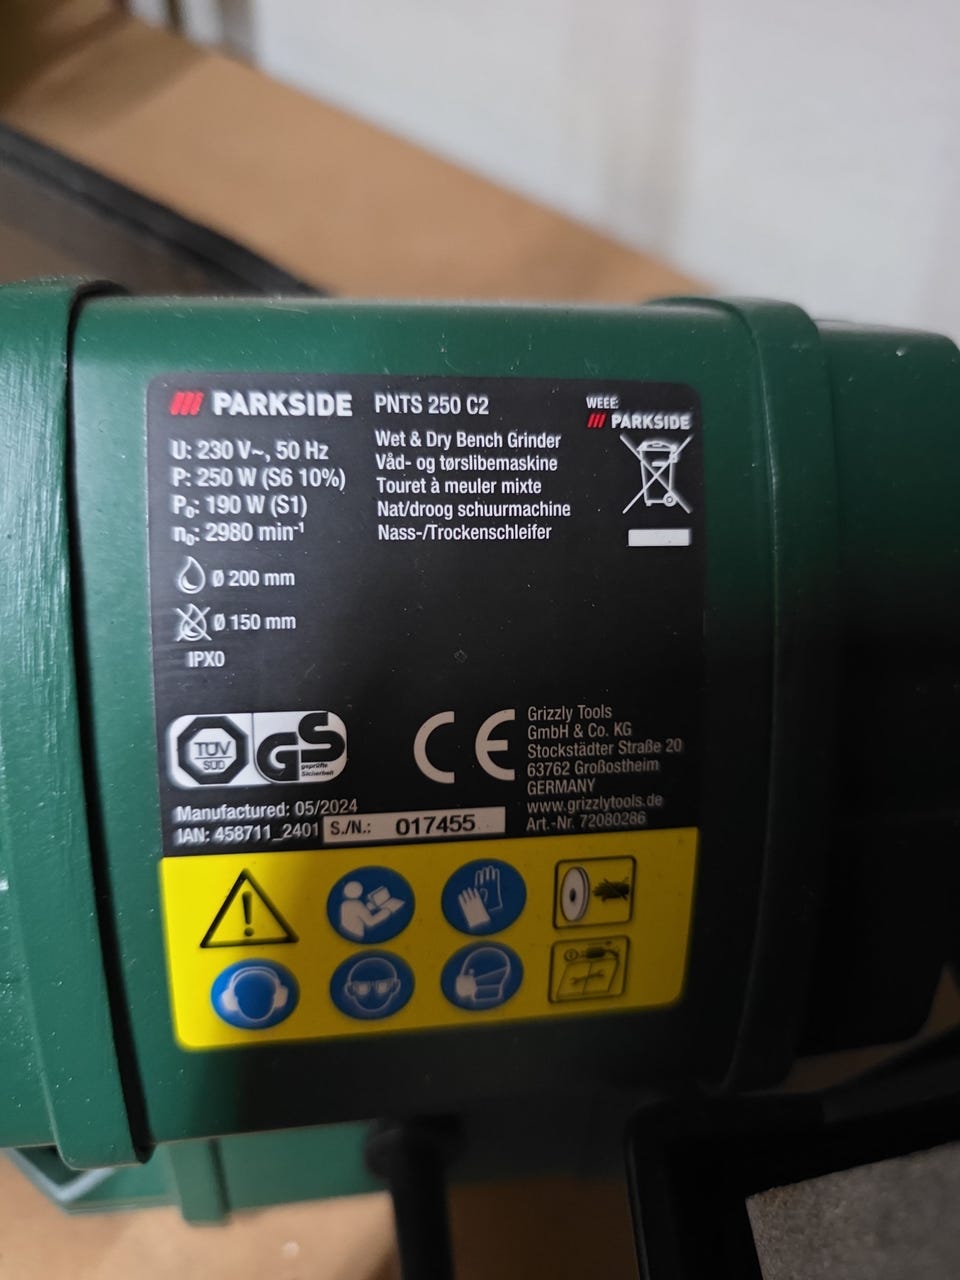 PARKSIDE PNTS 250 C2
U: 230 V~, 50 Hz
P: 250 W (S6 10%)
P₀: 190 W (S1)
n₀: 2980 min⁻¹
Ø 200 mm
Ø 150 mm
IPX0
Wet & Dry Bench Grinder
Våd- og tørslibemaskine
Touret à meuler mixte
Nat/droog schuurmachine
Nass-/Trockenschleifer
WEEE:
PARKSIDE
TÜV
SÜD
GS
geprüfte
Sicherheit
CE
Grizzly Tools
GmbH & Co. KG
Stockstädter Straße 20
63762 Großostheim
GERMANY
www.grizzlytools.de
Art.-Nr. 72080286
Manufactured: 05/2024
IAN: 458711_2401 S./N.: 017455